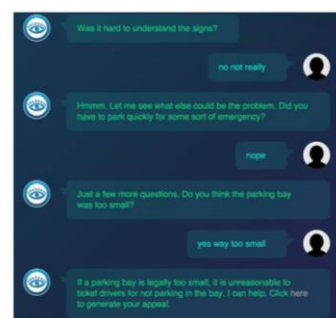 Was it hard to understand the signs?
no not really
Hmmm. Let me see what else could be the problem. Did you
have to park quickly for some sort of emergency?
nope
Just a few more questions. Do you think the parking bay
was too small?
yes way too small
If a parking bay is legally too small, it is unreasonable to
ticket drivers for not parking in the bay. I can help. Click here
to generate your appeal.